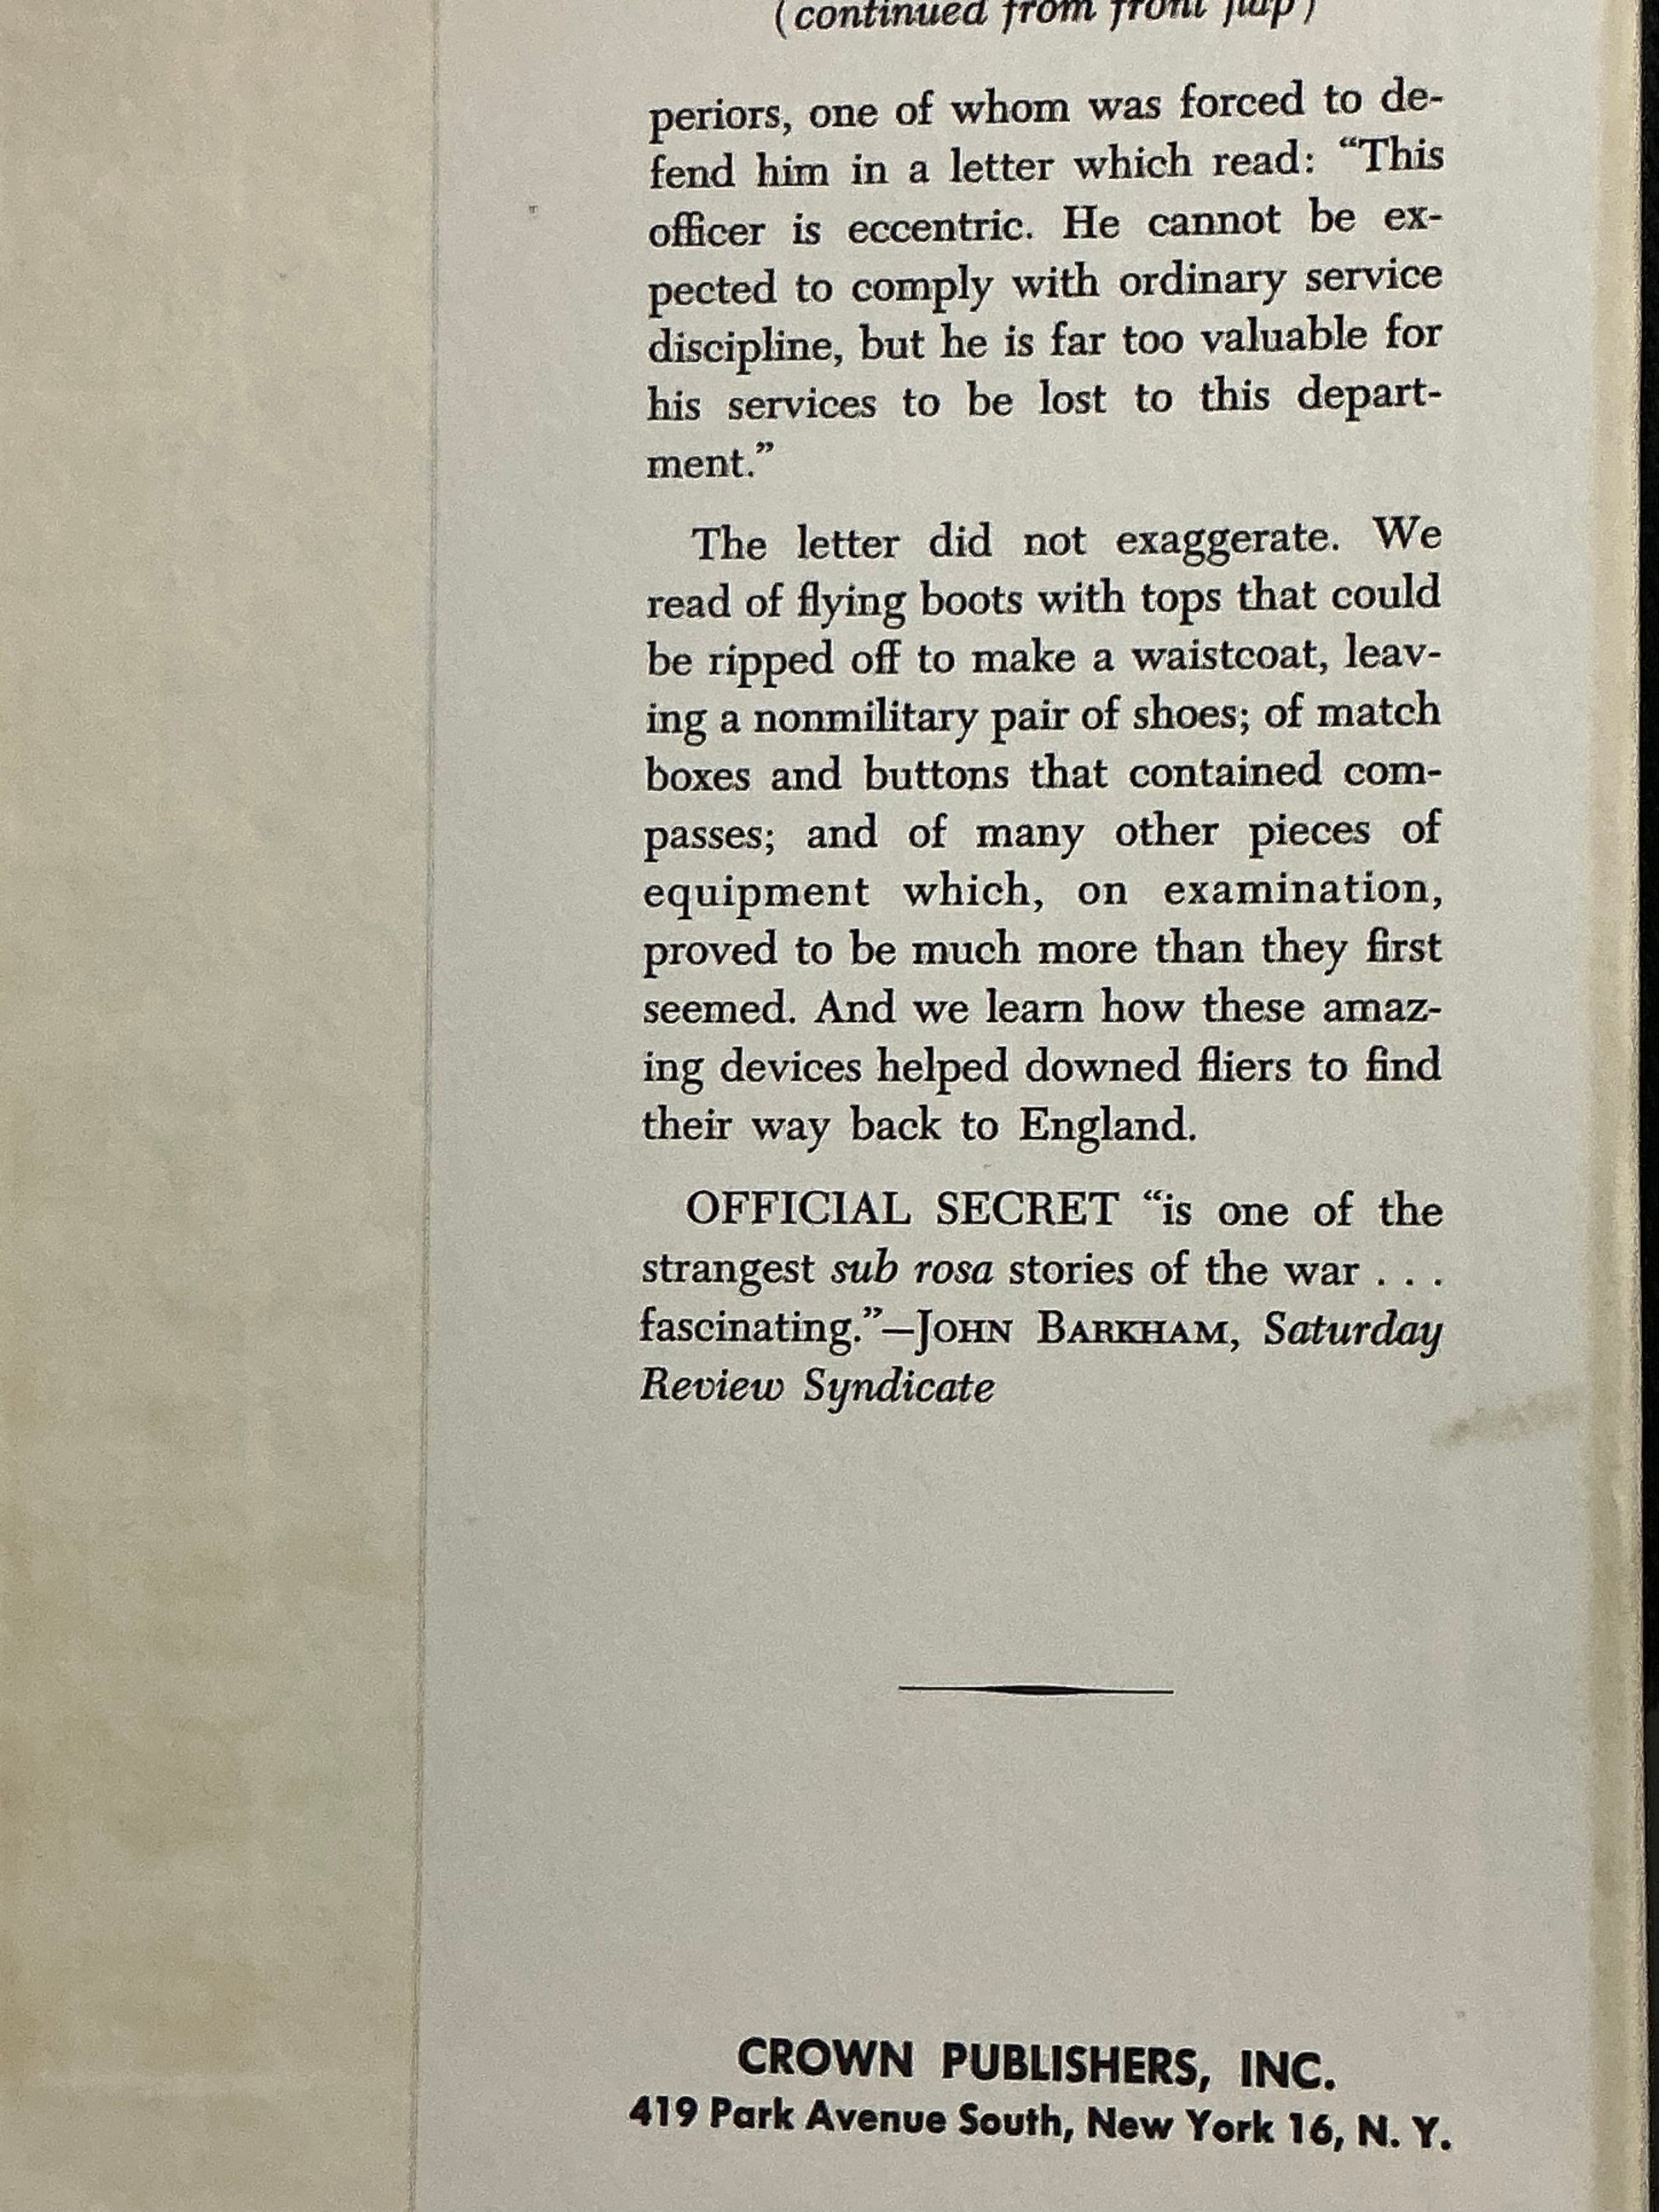 (continued from front flap)
periors, one of whom was forced to de-
fend him in a letter which read: “This
officer is eccentric. He cannot be ex-
pected to comply with ordinary service
discipline, but he is far too valuable for
his services to be lost to this depart-
ment.”
The letter did not exaggerate. We
read of flying boots with tops that could
be ripped off to make a waistcoat, leav-
ing a nonmilitary pair of shoes; of match
boxes and buttons that contained com-
passes; and of many other pieces of
equipment which, on examination,
proved to be much more than they first
seemed. And we learn how these amaz-
ing devices helped downed fliers to find
their way back to England.
OFFICIAL SECRET “is one of the
strangest sub rosa stories of the war . . .
fascinating.”—JOHN BARKHAM, Saturday
Review Syndicate
CROWN PUBLISHERS, INC.
419 Park Avenue South, New York 16, N. Y.